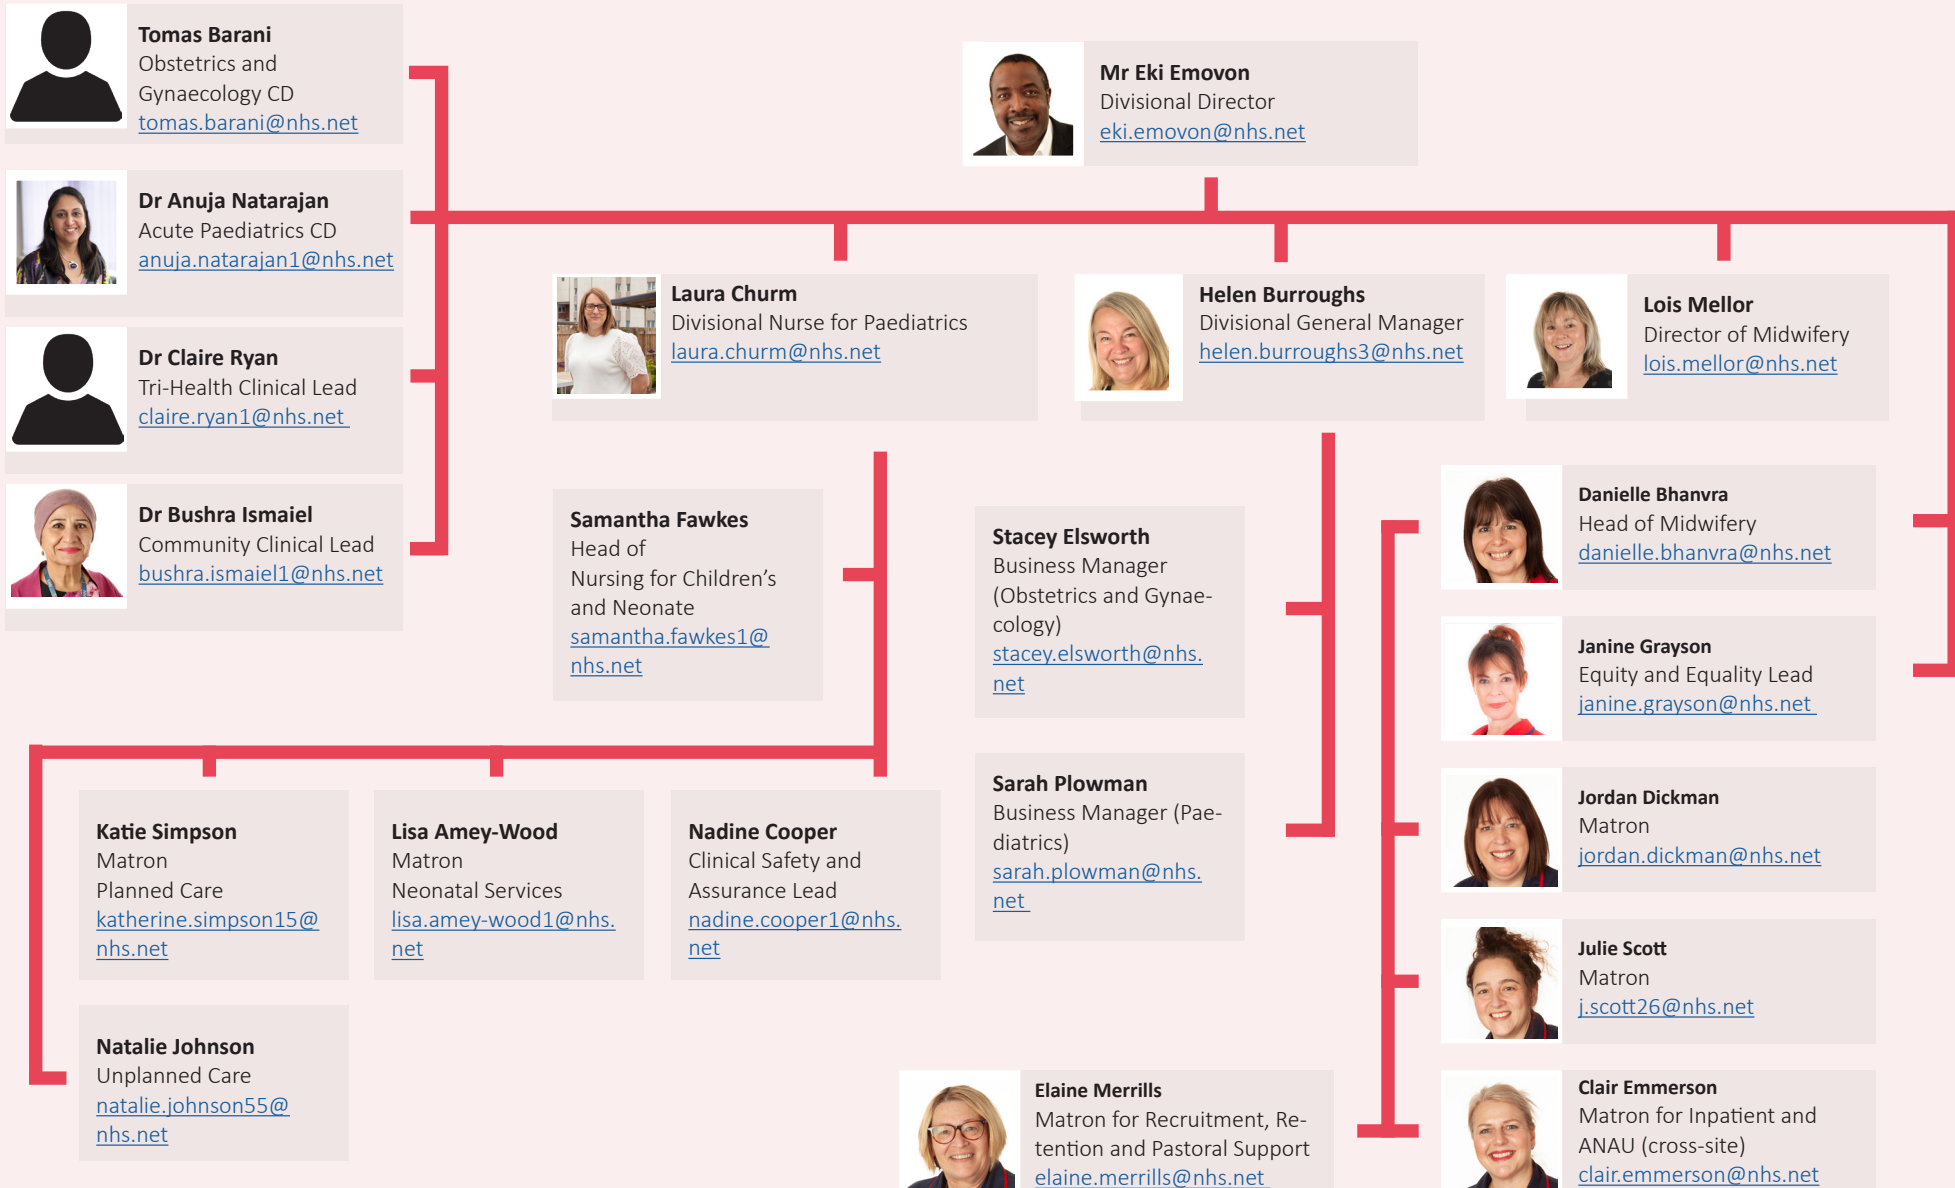 Tomas Barani
Obstetrics and
Gynaecology CD
tomas.barani@nhs.net
Mr Eki Emovon
Divisional Director
eki.emovon@nhs.net
Dr Anuja Natarajan
Acute Paediatrics CD
anuja.natarajan1@nhs.net
Dr Claire Ryan
Tri-Health Clinical Lead
claire.ryan1@nhs.net
Dr Bushra Ismaiel
Community Clinical Lead
bushra.ismaiel1@nhs.net
Laura Churm
Divisional Nurse for Paediatrics
laura.churm@nhs.net
Helen Burroughs
Divisional General Manager
helen.burroughs3@nhs.net
Lois Mellor
Director of Midwifery
lois.mellor@nhs.net
Samantha Fawkes
Head of
Nursing for Children’s
and Neonate
samantha.fawkes1@
nhs.net
Stacey Elsworth
Business Manager
(Obstetrics and Gynae-
cology)
stacey.elsworth@nhs.
net
Sarah Plowman
Business Manager (Pae-
diatrics)
sarah.plowman@nhs.
net
Danielle Bhanvra
Head of Midwifery
danielle.bhanvra@nhs.net
Janine Grayson
Equity and Equality Lead
janine.grayson@nhs.net
Jordan Dickman
Matron
jordan.dickman@nhs.net
Julie Scott
Matron
j.scott26@nhs.net
Clair Emmerson
Matron for Inpatient and
ANAU (cross-site)
clair.emmerson@nhs.net
Elaine Merrills
Matron for Recruitment, Re-
tention and Pastoral Support
elaine.merrills@nhs.net
Katie Simpson
Matron
Planned Care
katherine.simpson15@
nhs.net
Lisa Amey-Wood
Matron
Neonatal Services
lisa.amey-wood1@nhs.
net
Nadine Cooper
Clinical Safety and
Assurance Lead
nadine.cooper1@nhs.
net
Natalie Johnson
Unplanned Care
natalie.johnson55@
nhs.net